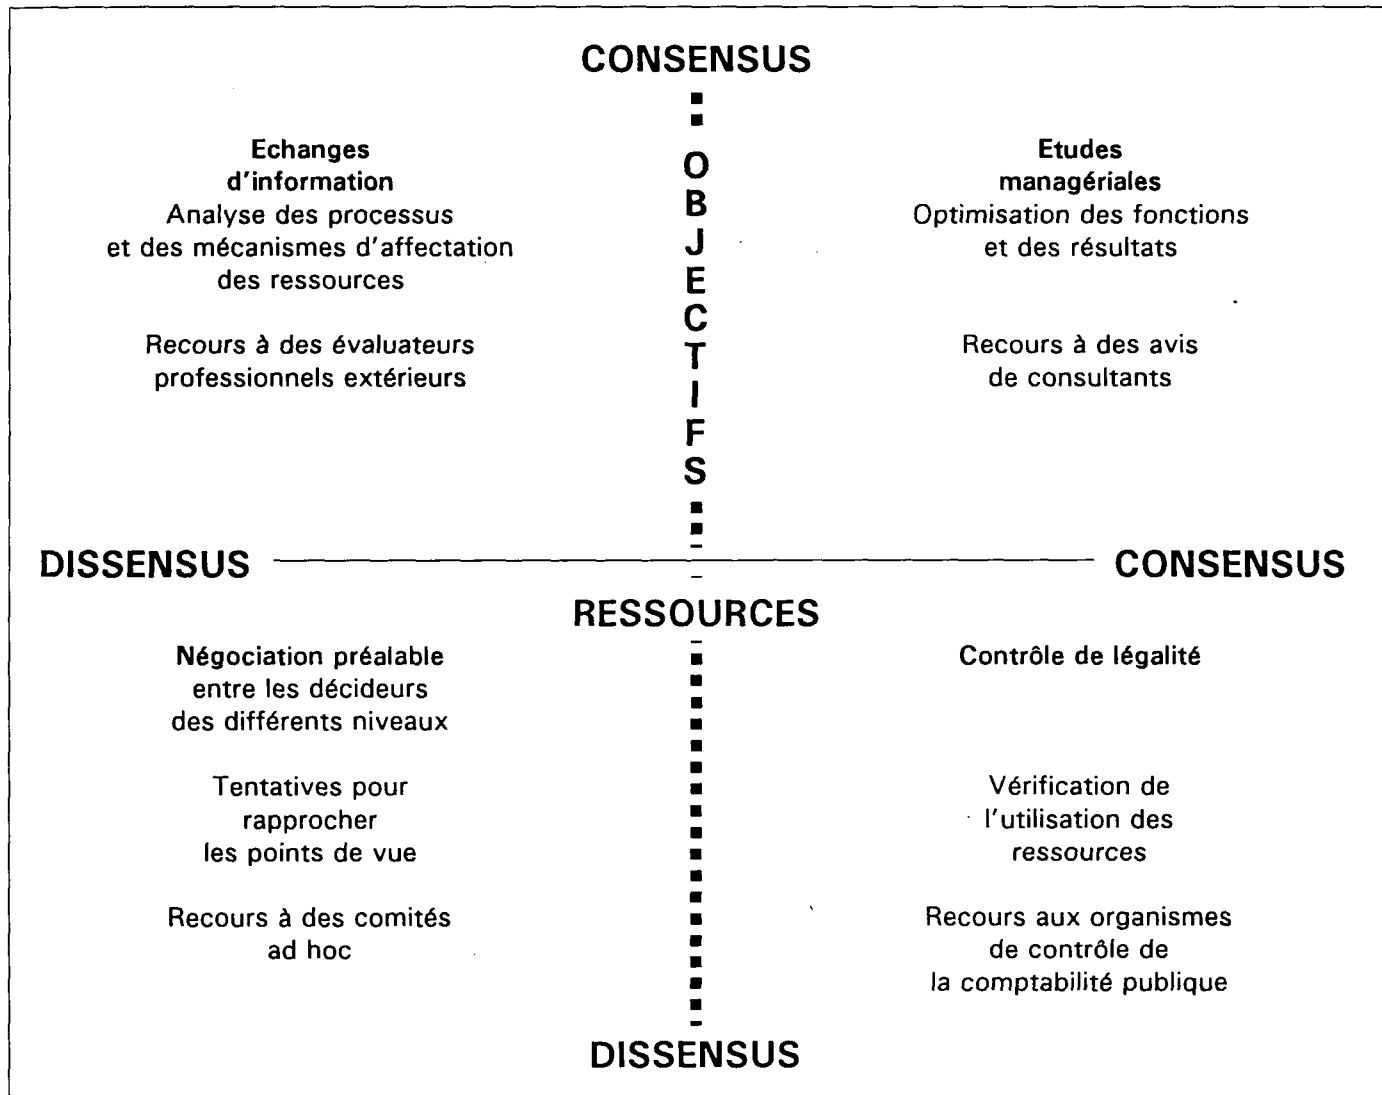 CONSENSUS
Echanges
d'information
Analyse des processus
et des mécanismes d'affectation
des ressources
Recours à des évaluateurs
professionnels extérieurs
OBJECTIFS
Etudes
managériales
Optimisation des fonctions
et des résultats
Recours à des avis
de consultants
DISSENSUS
CONSENSUS
RESSOURCES
Négociation préalable
entre les décideurs
des différents niveaux
Tentatives pour
rapprocher
les points de vue
Recours à des comités
ad hoc
Contrôle de légalité
Vérification de
l'utilisation des
ressources
Recours aux organismes
de contrôle de
la comptabilité publique
DISSENSUS